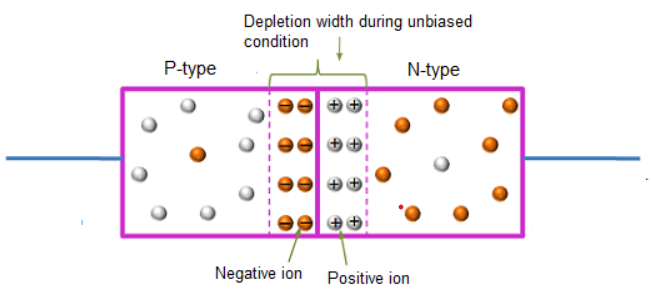 Depletion width during unbiased
condition
P-type
N-type
Negative ion
Positive ion